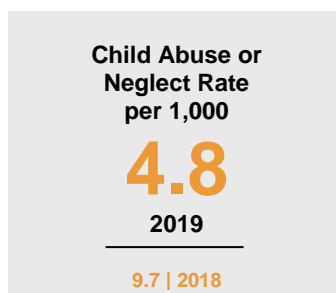 Child Abuse or
Neglect Rate
per 1,000
4.8
2019
9.7 | 2018